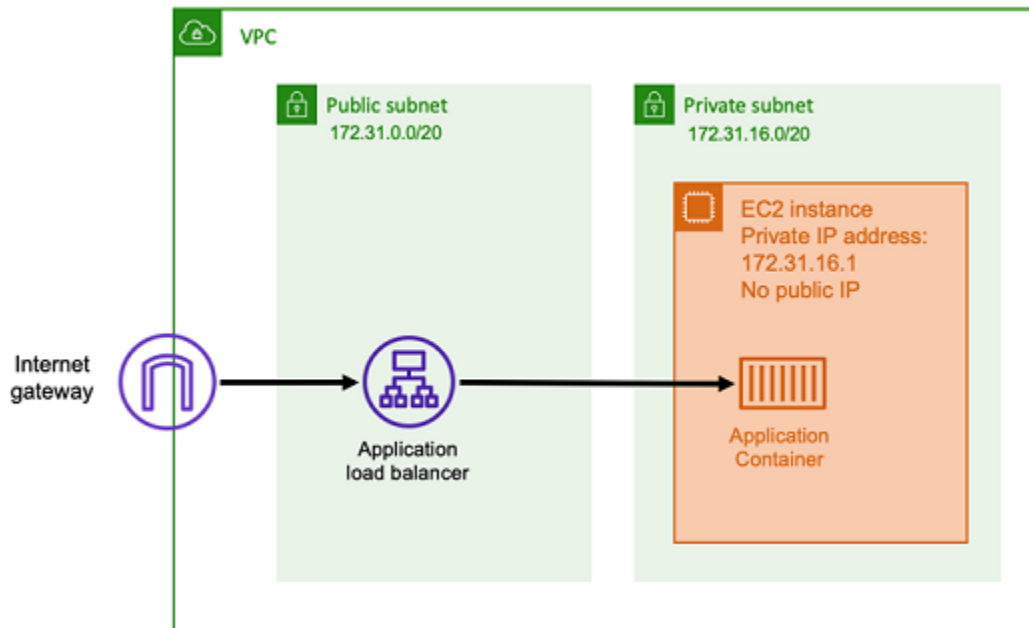 VPC
Public subnet
172.31.0.0/20
Private subnet
172.31.16.0/20
EC2 instance
Private IP address:
172.31.16.1
No public IP
Internet
gateway
Application
load balancer
Application
Container